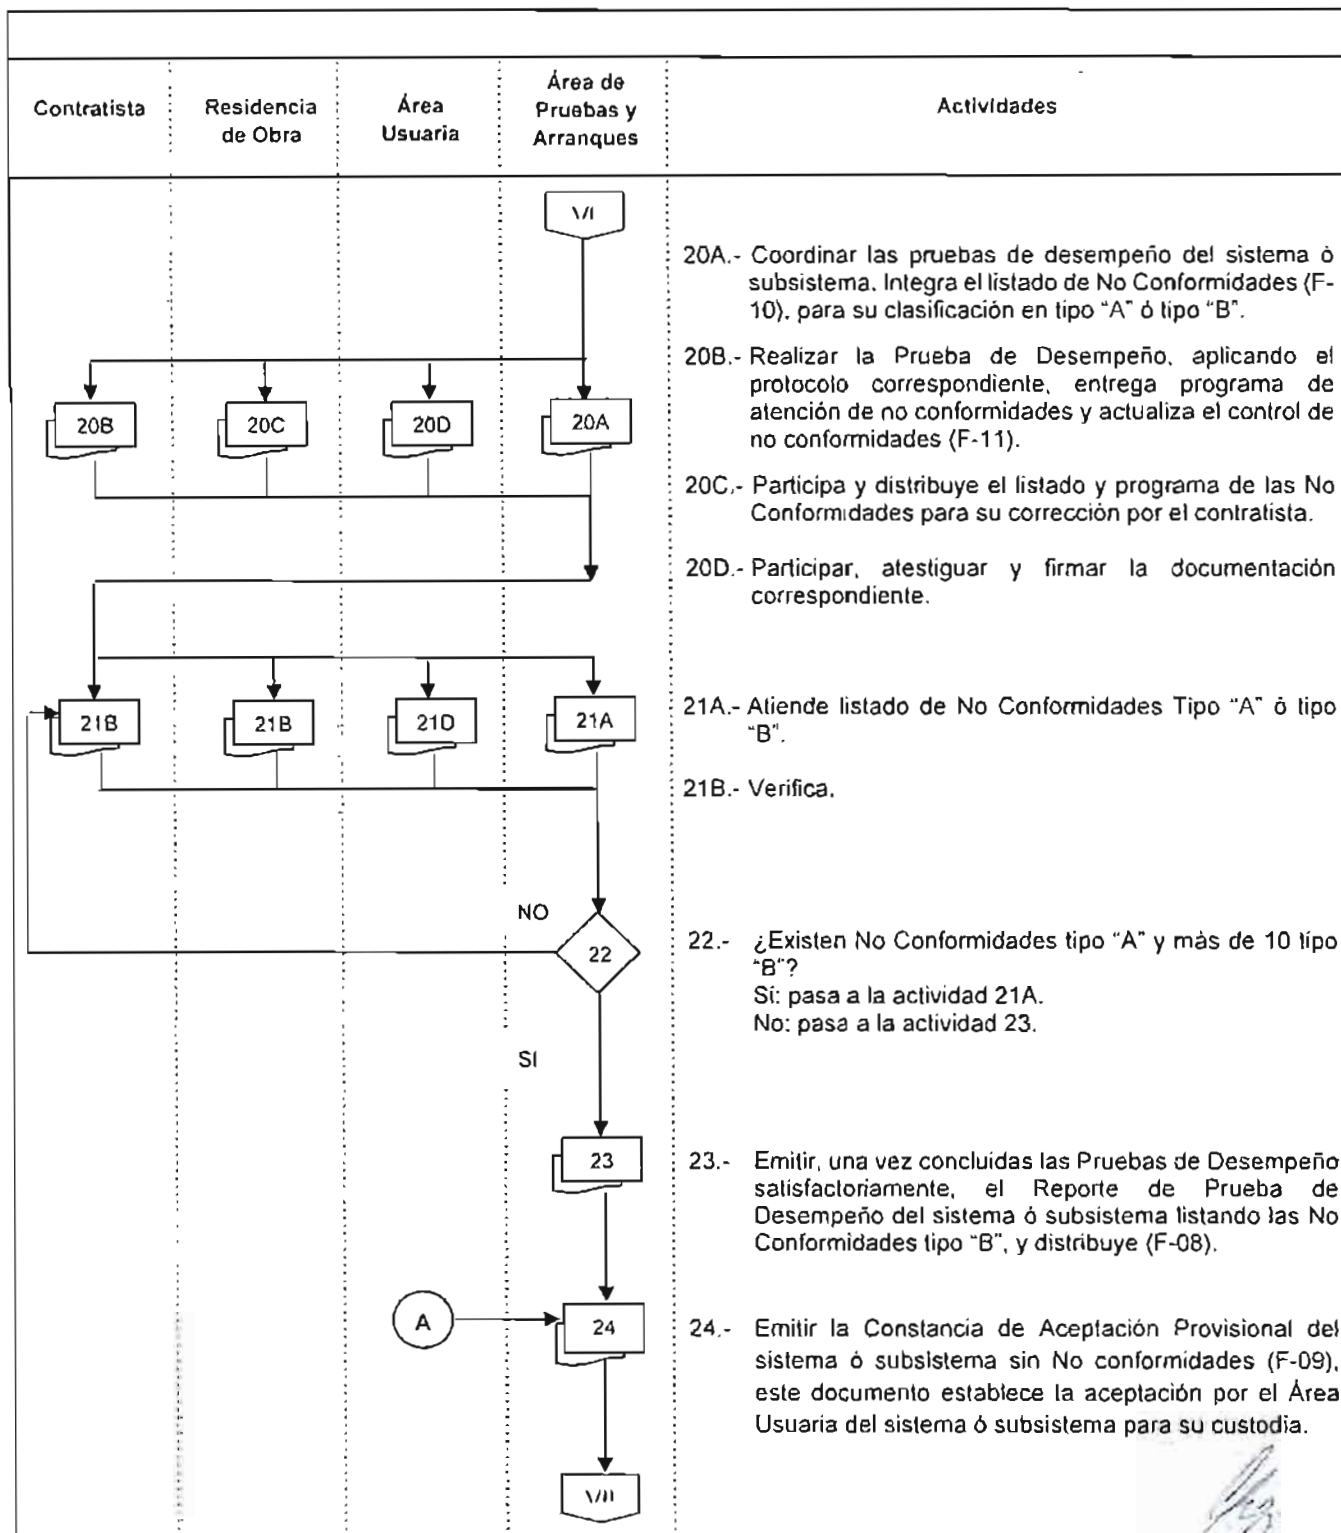 Contratista
Residencia
de Obra
Área
Usuaria
Área de
Pruebas y
Arranques
Actividades
VI
20A.- Coordinar las pruebas de desempeño del sistema ó
subsistema. Integra el listado de No Conformidades (F-
10), para su clasificación en tipo "A" ó tipo "B".
20B.- Realizar la Prueba de Desempeño, aplicando el
protocolo correspondiente, entrega programa de
atención de no conformidades y actualiza el control de
no conformidades (F-11).
20B
20C
20D
20A
20C.- Participa y distribuye el listado y programa de las No
Conformidades para su corrección por el contratista.
20D.- Participar, atestiguar y firmar la documentación
correspondiente.
21B
21B
21D
21A
21A.- Atiende listado de No Conformidades Tipo "A" ó tipo
"B".
21B.- Verifica.
NO
22
22.- ¿Existen No Conformidades tipo "A" y más de 10 tipo
"B"?
Sí: pasa a la actividad 21A.
No: pasa a la actividad 23.
SI
23
23.- Emitir, una vez concluidas las Pruebas de Desempeño
satisfactoriamente, el Reporte de Prueba de
Desempeño del sistema ó subsistema listando las No
Conformidades tipo "B", y distribuye (F-08).
A
24
24.- Emitir la Constancia de Aceptación Provisional del
sistema ó subsistema sin No conformidades (F-09),
este documento establece la aceptación por el Área
Usuaria del sistema ó subsistema para su custodia.
VII